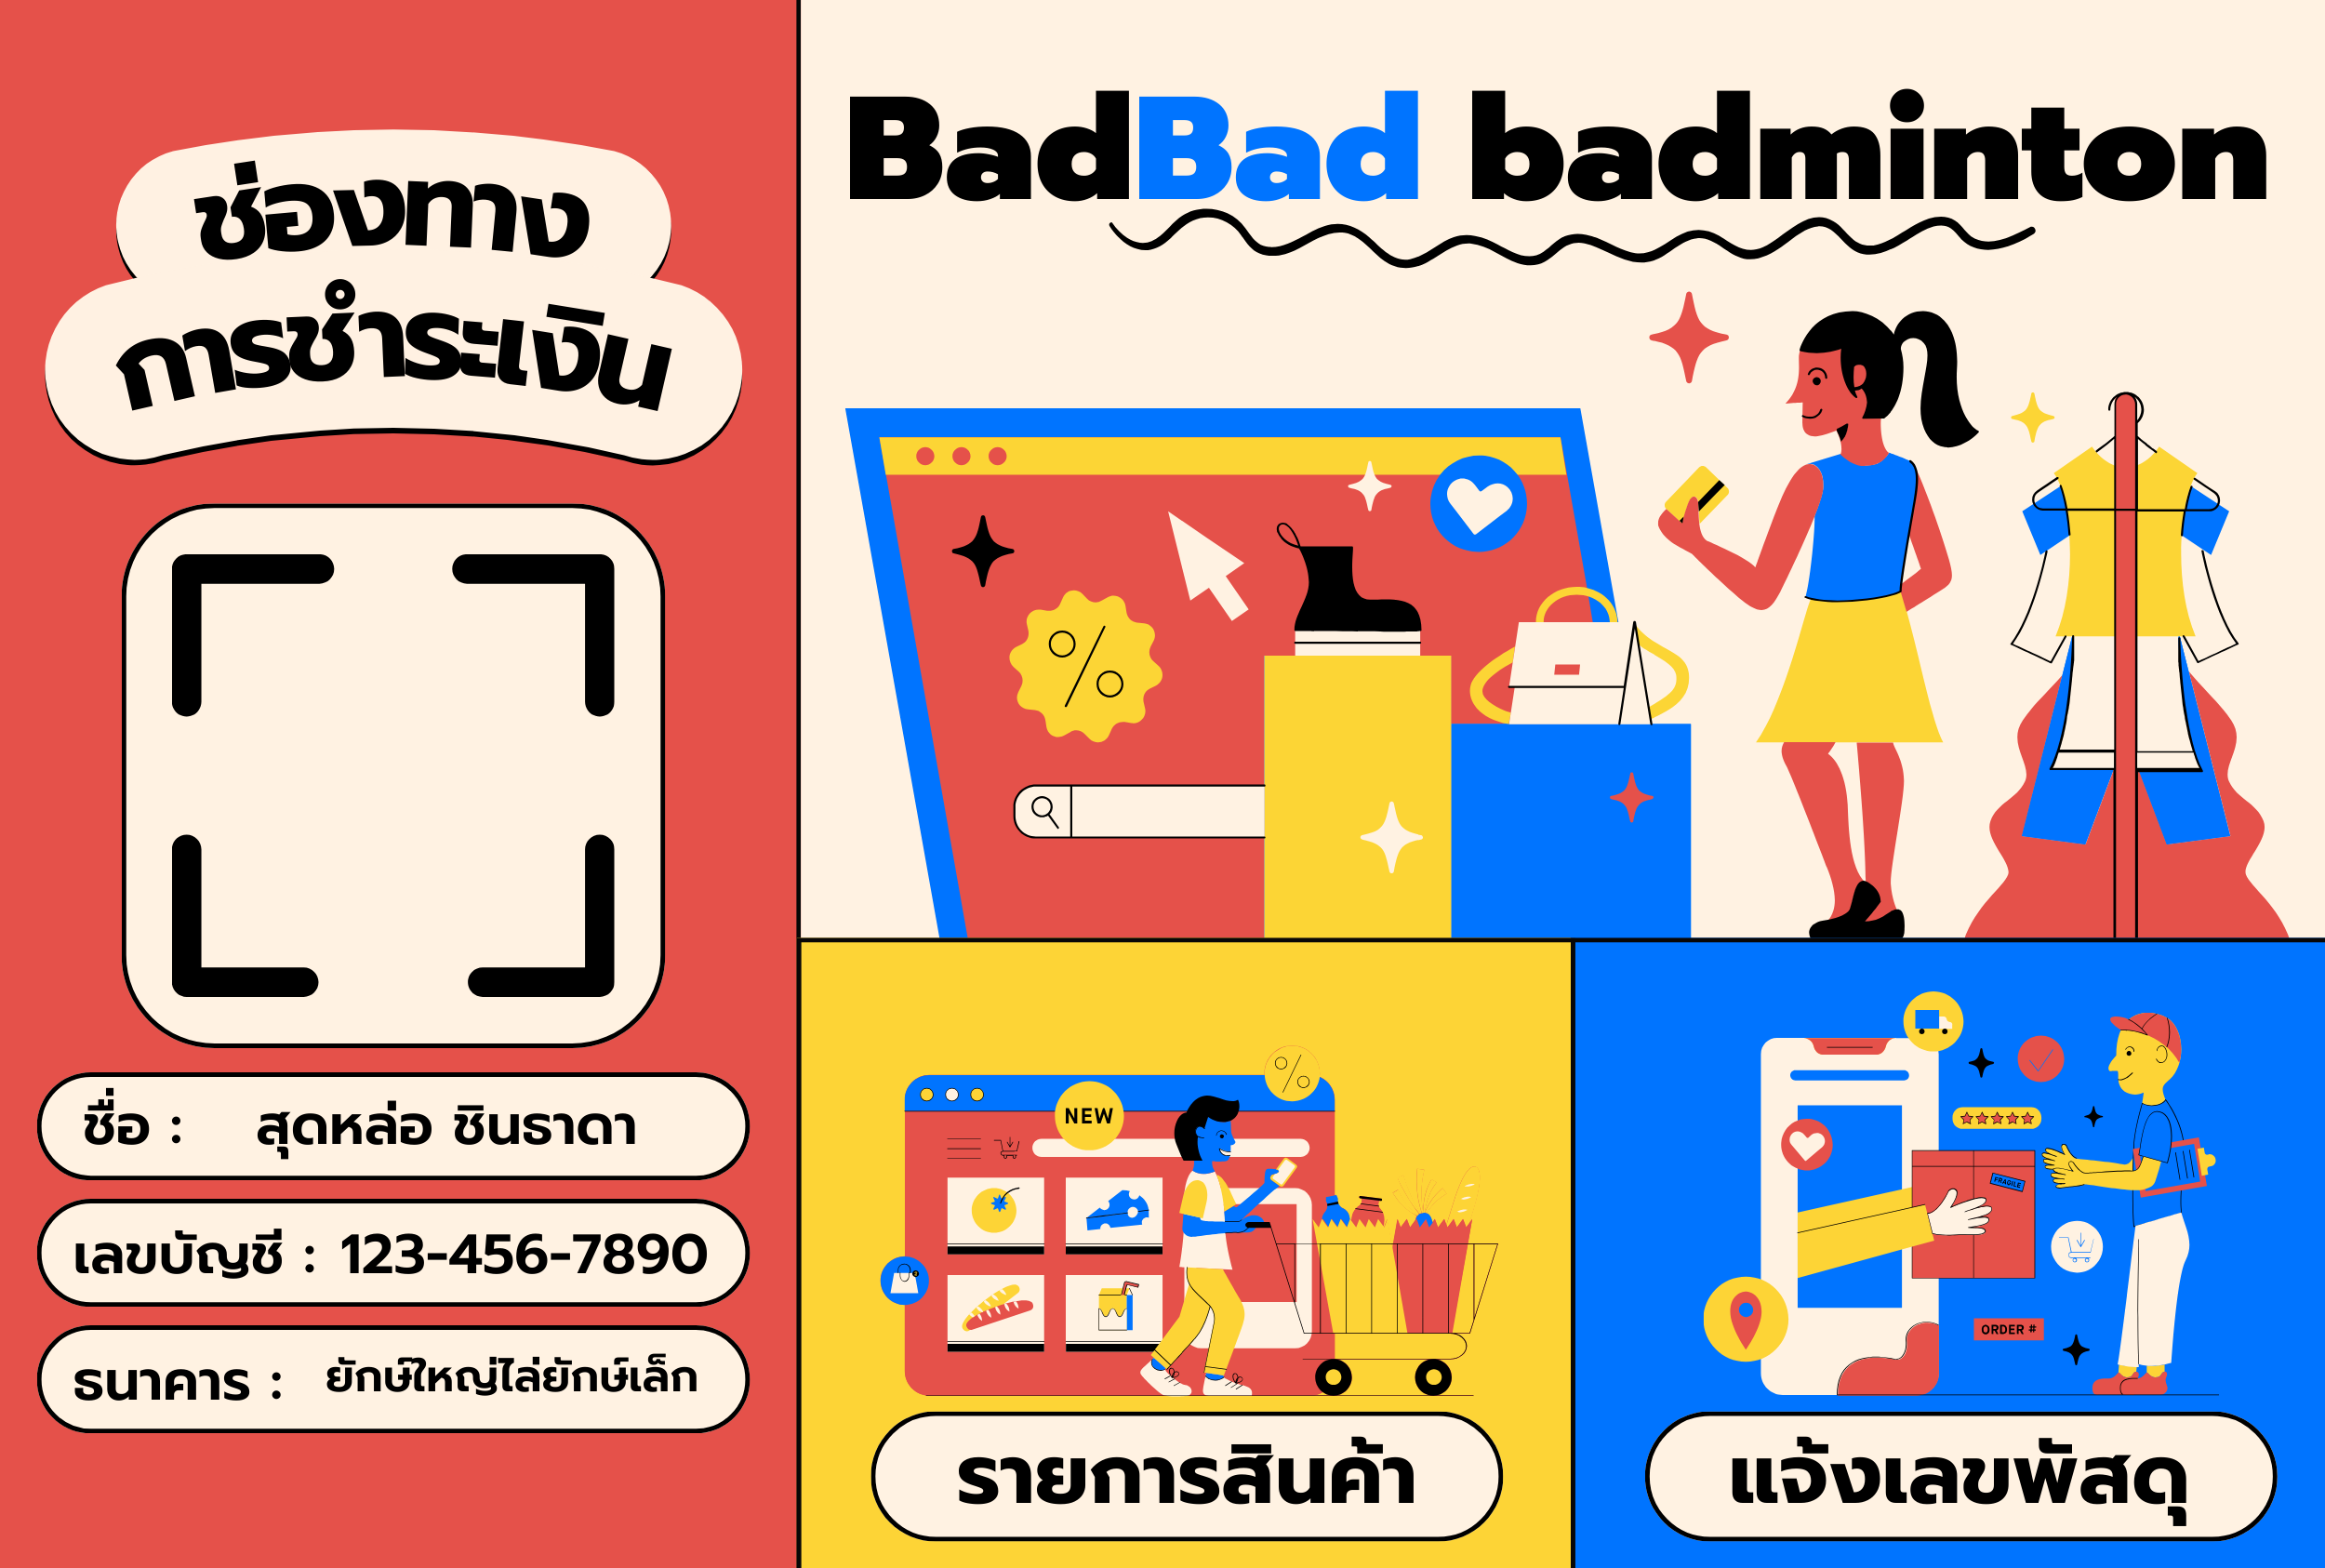 ช่องทาง
การชำระเงิน
ชื่อ : สุดหล่อ ชินธาดา
เลขบัญชี : 123-456-7890
ธนาคาร : ยักษ์ใหญ่ไล่ยักษ์เล็ก
BadBad badminton
NEW
รายการสินค้า
FRAGILE
ORDER #
แจ้งเลขพัสดุ